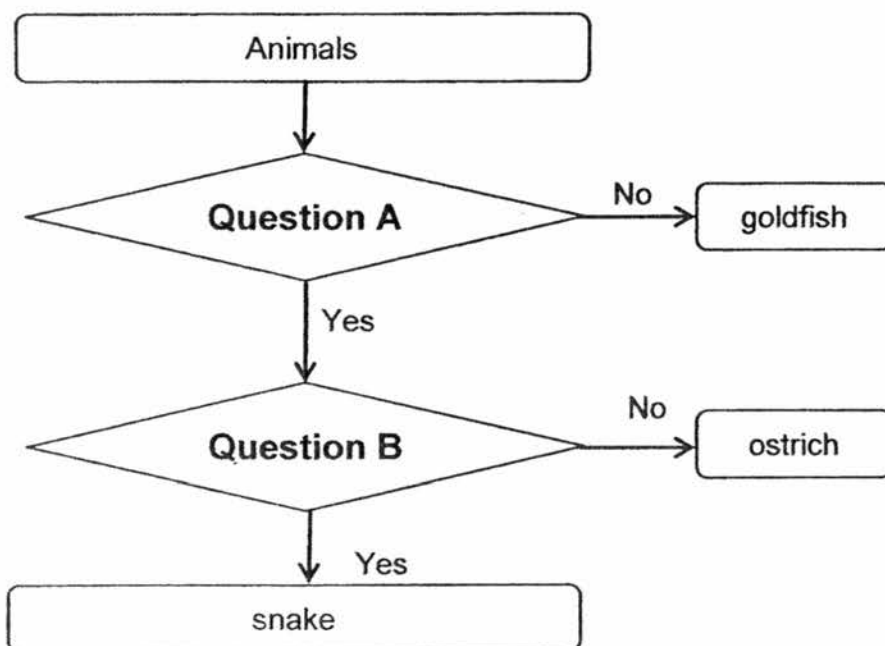 Animals
Question A
No
goldfish
Yes
Question B
No
ostrich
Yes
snake